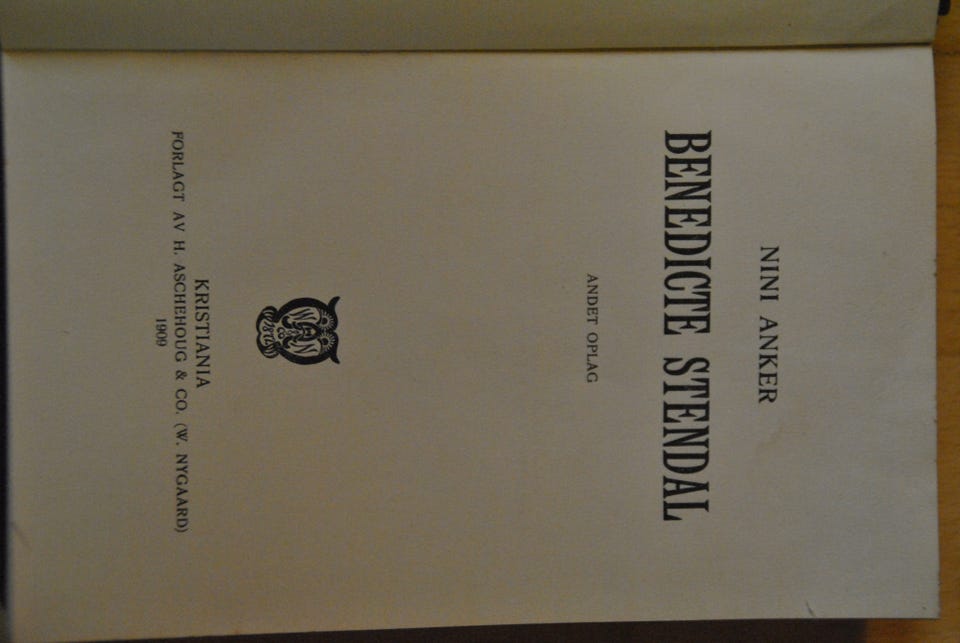 NINI ANKER
BENEDICTE STENDAL
ANDET OPLAG
KRISTIANIA
FORLAGT AV H. ASCHEHOUG & CO. (W. NYGAARD)
1909